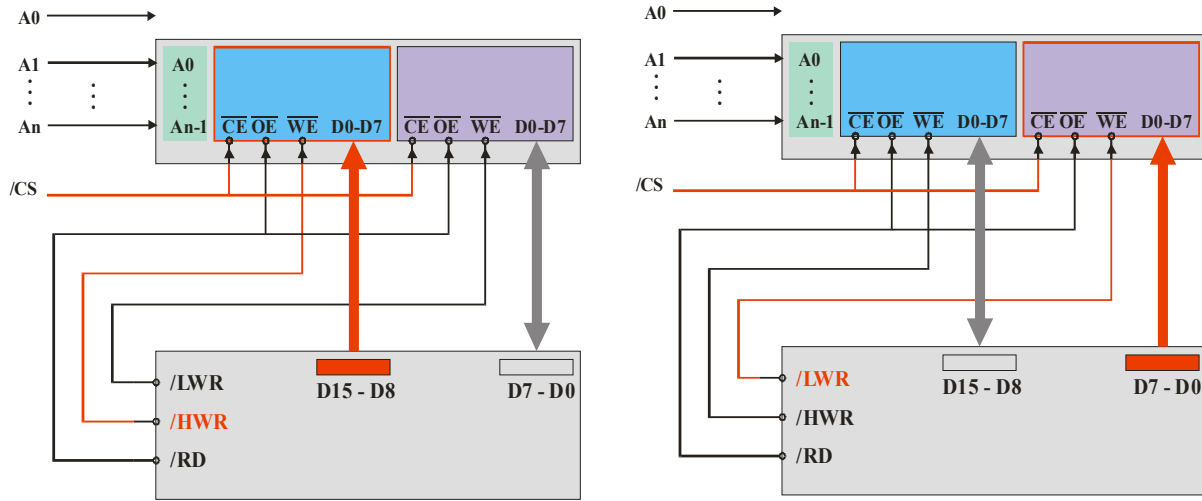 A0
A1 A0
An An-1 CE OE WE D0-D7 CE OE WE D0-D7
/CS
D15 - D8 D7 - D0
/LWR
/HWR
/RD
A0
A1 A0
An An-1 CE OE WE D0-D7 CE OE WE D0-D7
/CS
D15 - D8 D7 - D0
/LWR
/HWR
/RD